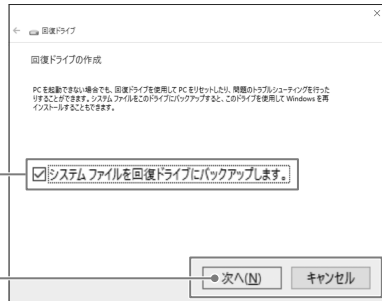 回復ドライブ
回復ドライブの作成
PC を起動できない場合でも、回復ドライブを使用して PC をリセットしたり、問題のトラブルシューティングを行った
りすることができます。システム ファイルをこのドライブにバックアップすると、このドライブを使用して Windows を再
インストールすることもできます。
システム ファイルを回復ドライブにバックアップします。
次へ(N) キャンセル